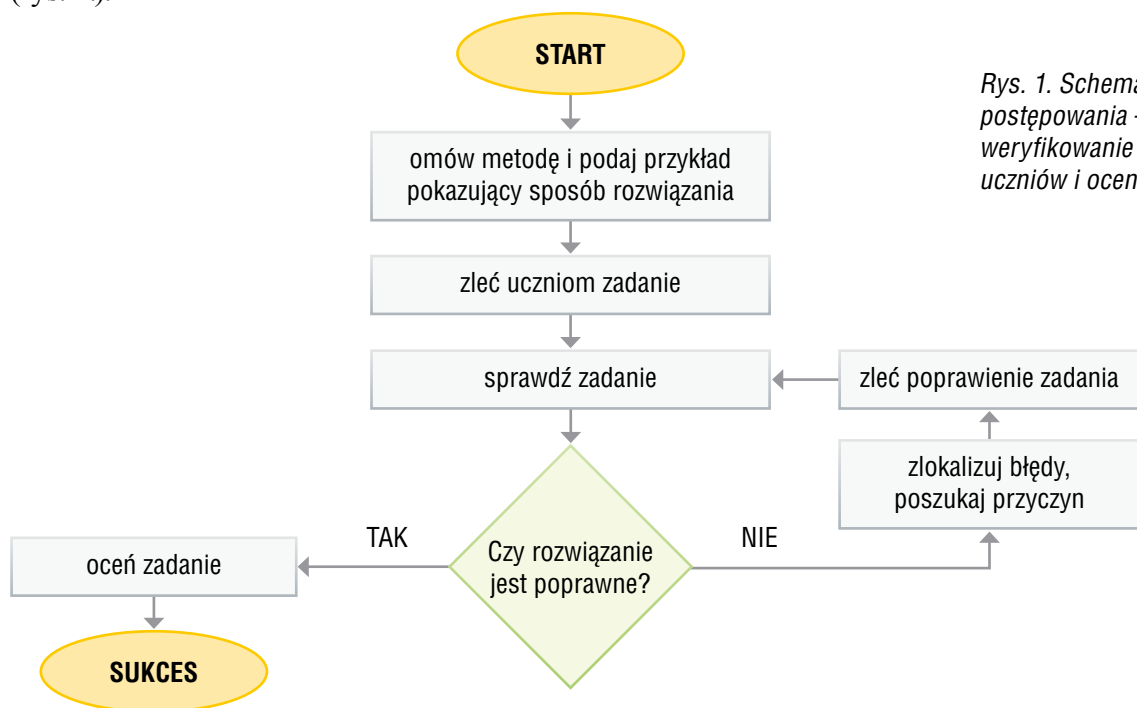 START
Rys. 1. Schema
postępowania -
weryfikowanie
uczniów i ocen
omów metodę i podaj przykład
pokazujący sposób rozwiązania
zleć uczniom zadanie
sprawdź zadanie
zleć poprawienie zadania
zlokalizuj błędy,
poszukaj przyczyn
TAK
NIE
Czy rozwiązanie
jest poprawne?
oceń zadanie
SUKCES